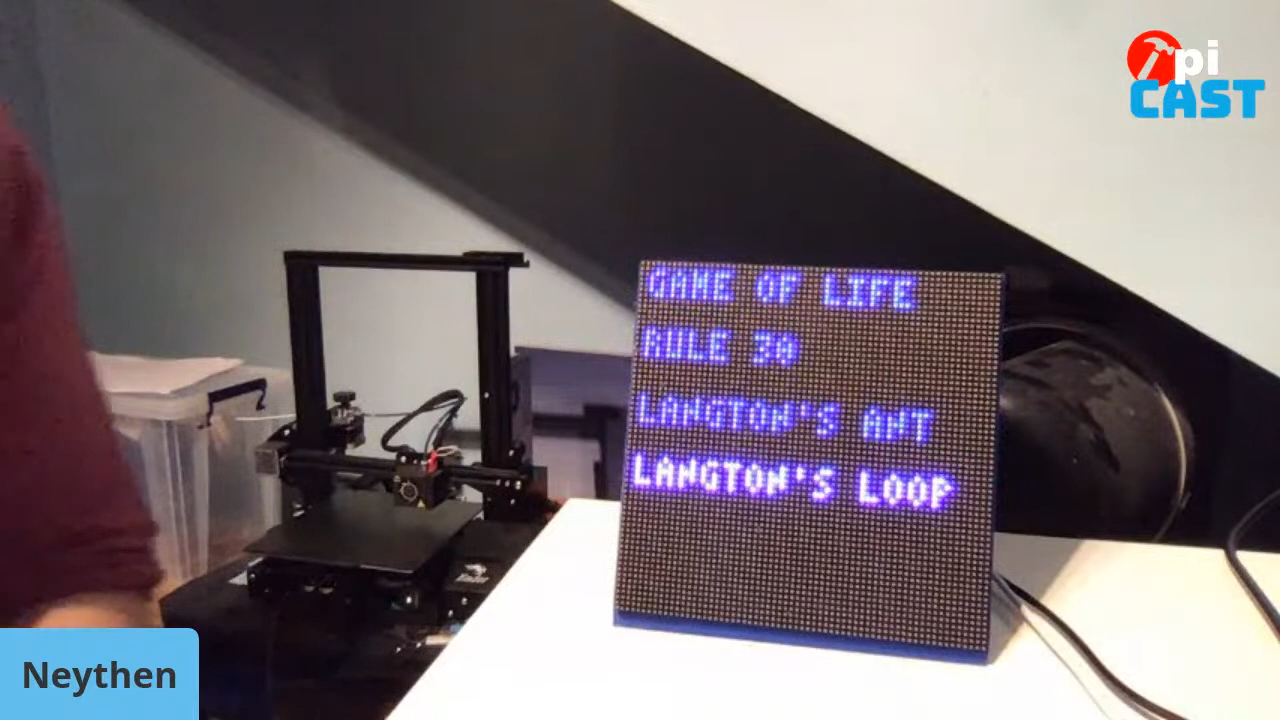 pi
CAST
GAME OF LIFE
RULE 30
LANGTON'S ANT
LANGTON'S LOOP
Neythen